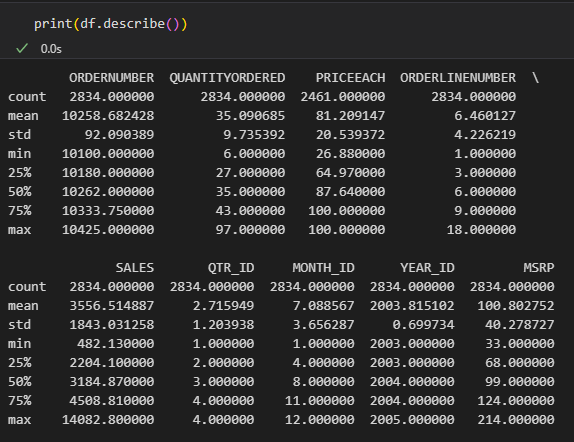 print(df.describe())
0.0s
ORDERNUMBER QUANTITYORDERED PRICEEACH ORDERLINENUMBER \
count 2834.000000 2834.000000 2461.000000 2834.000000
mean 10258.682428 35.090685 81.209147 6.460127
std 92.090389 9.735392 20.539372 4.226219
min 10100.000000 6.000000 26.880000 1.000000
25% 10180.000000 27.000000 64.970000 3.000000
50% 10262.000000 35.000000 87.640000 6.000000
75% 10333.750000 43.000000 100.000000 9.000000
max 10425.000000 97.000000 100.000000 18.000000
SALES QTR_ID MONTH_ID YEAR_ID MSRP
count 2834.000000 2834.000000 2834.000000 2834.000000 2834.000000
mean 3556.514887 2.715949 7.088567 2003.815102 100.802752
std 1843.031258 1.203938 3.656287 0.699734 40.278727
min 482.130000 1.000000 1.000000 2003.000000 33.000000
25% 2204.100000 2.000000 4.000000 2003.000000 68.000000
50% 3184.870000 3.000000 8.000000 2004.000000 99.000000
75% 4508.810000 4.000000 11.000000 2004.000000 124.000000
max 14082.800000 4.000000 12.000000 2005.000000 214.000000